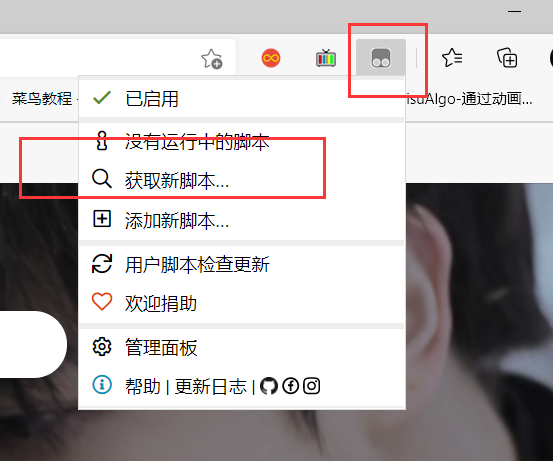 菜鸟教程 -
isuAlgo-通过动画...
已启用
没有运行中的脚本
获取新脚本...
添加新脚本...
用户脚本检查更新
欢迎捐助
管理面板
帮助 | 更新日志 |